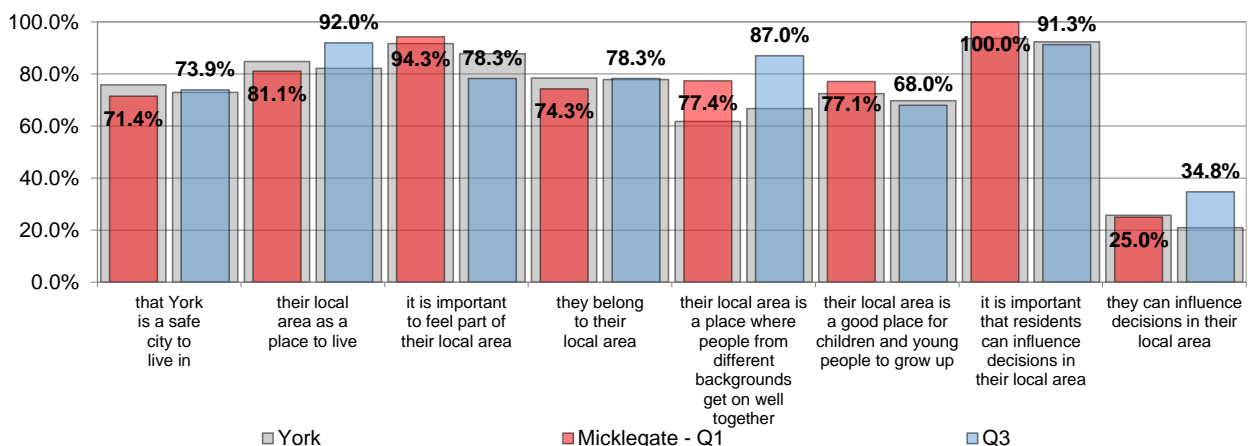 100.0%
80.0%
60.0%
40.0%
20.0%
0.0%
71.4%
73.9%
81.1%
92.0%
94.3%
78.3%
74.3%
78.3%
77.4%
87.0%
77.1%
68.0%
100.0%
91.3%
25.0%
34.8%
that York
is a safe
city to
live in
their local
area as a
place to live
it is important
to feel part of
their local area
they belong
to their
local area
their local area is
a place where
people from
different
backgrounds
get on well
together
their local area is
a good place for
children and young
people to grow up
it is important
that residents
can influence
decisions in
their local area
they can influence
decisions in their
local area
York
Micklegate - Q1
Q3